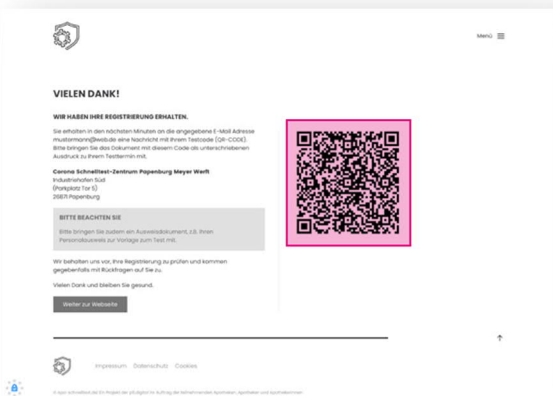 Menü
VIELEN DANK!
WIR HABEN IHRE REGISTRIERUNG ERHALTEN.
Sie erhalten in den nächsten Minuten an die angegebene E-Mail Adresse
mustermann@web.de eine Nachricht mit Ihrem Testcode (QR-CODE).
Bitte bringen Sie das Dokument mit diesem Code als unterschriebenen
Ausdruck zu Ihrem Testtermin mit.
Corona Schnelltest-Zentrum Papenburg Meyer Werft
Industriehafen Süd
(Parkplatz Tor 5)
26871 Papenburg
BITTE BEACHTEN SIE
Bitte bringen Sie zudem ein Ausweisdokument, z.B. Ihren
Personalausweis zur Vorlage zum Test mit.
Wir behalten uns vor, Ihre Registrierung zu prüfen und kommen
gegebenfalls mit Rückfragen auf Sie zu.
Vielen Dank und bleiben Sie gesund.
Weiter zur Webseite
Impressum Datenschutz Cookies